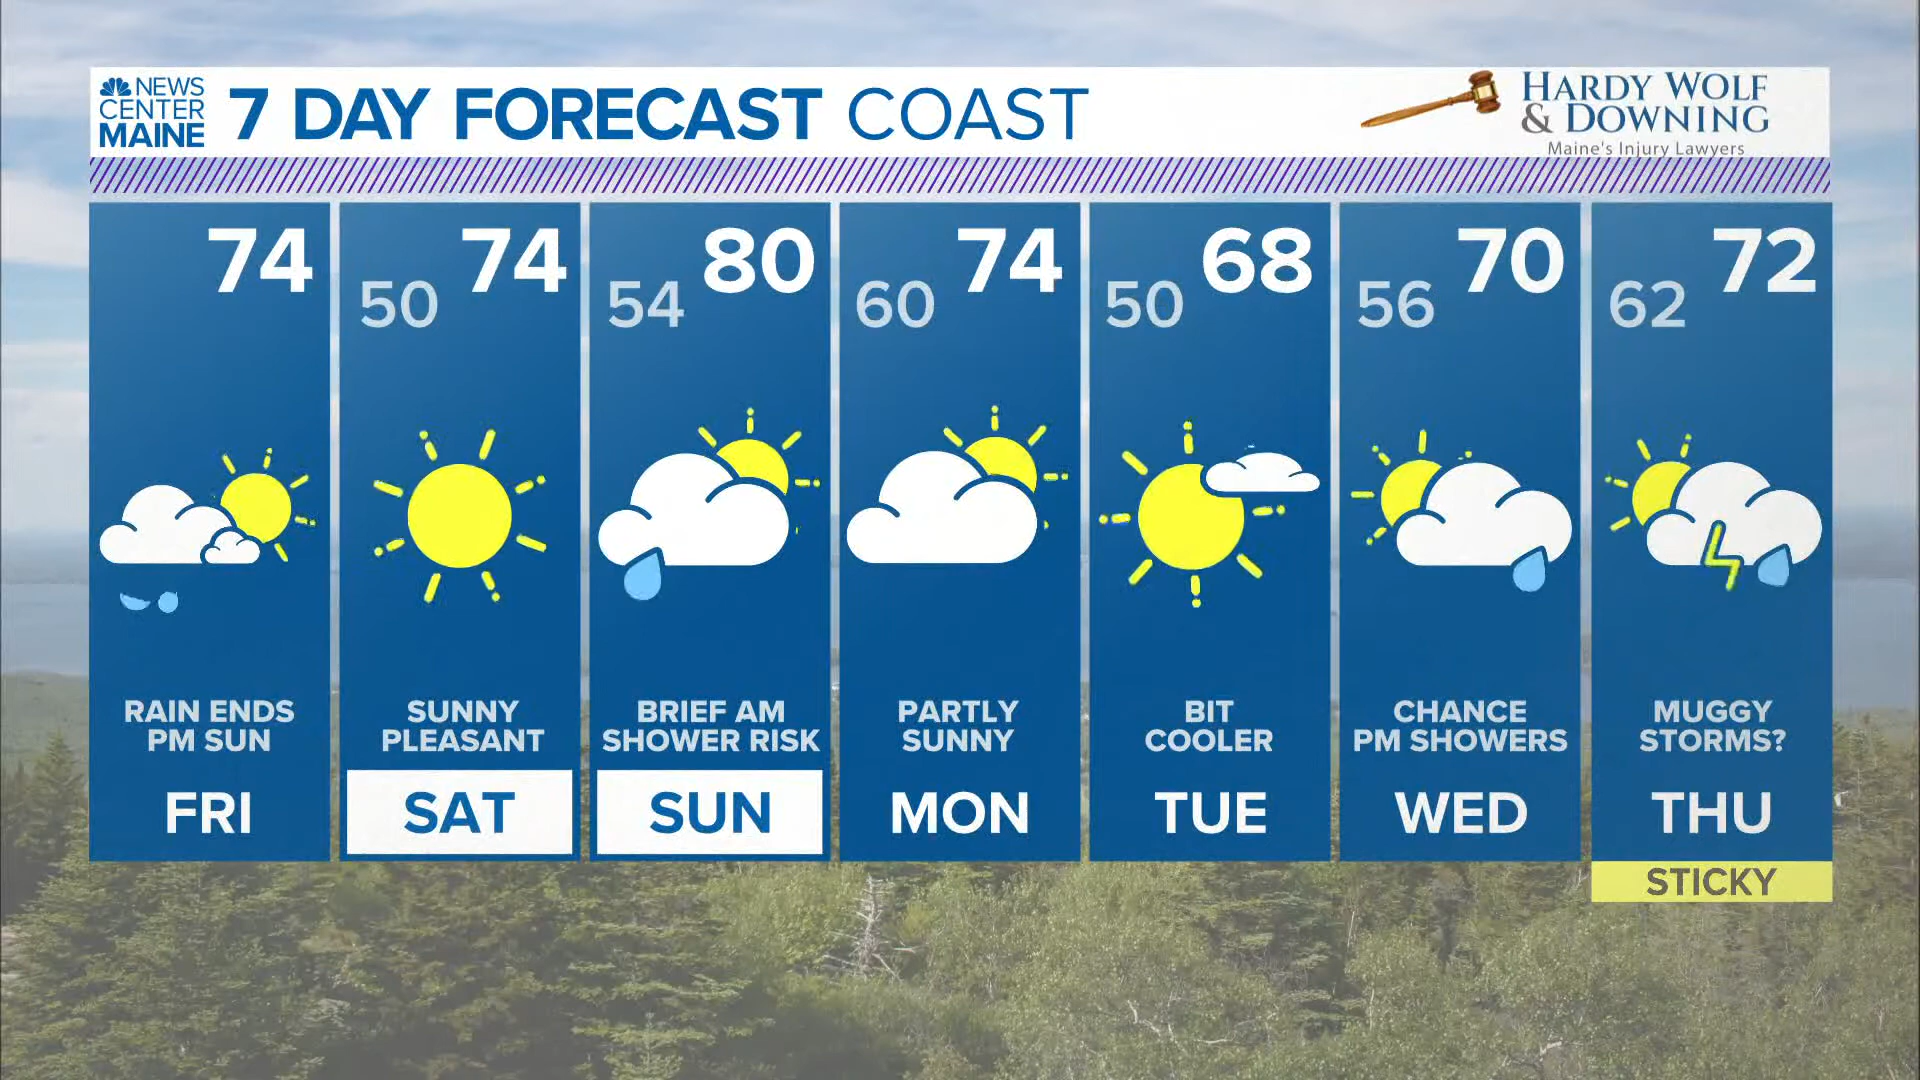 NEWS
CENTER
MAINE
7 DAY FORECAST COAST
HARDY WOLF
& DOWNING
Maine's Injury Lawyers
74
50 74
54 80
60 74
50 68
56 70
62 72
RAIN ENDS
PM SUN
SUNNY
PLEASANT
BRIEF AM
SHOWER RISK
PARTLY
SUNNY
BIT
COOLER
CHANCE
PM SHOWERS
MUGGY
STORMS?
FRI
SAT
SUN
MON
TUE
WED
THU
STICKY